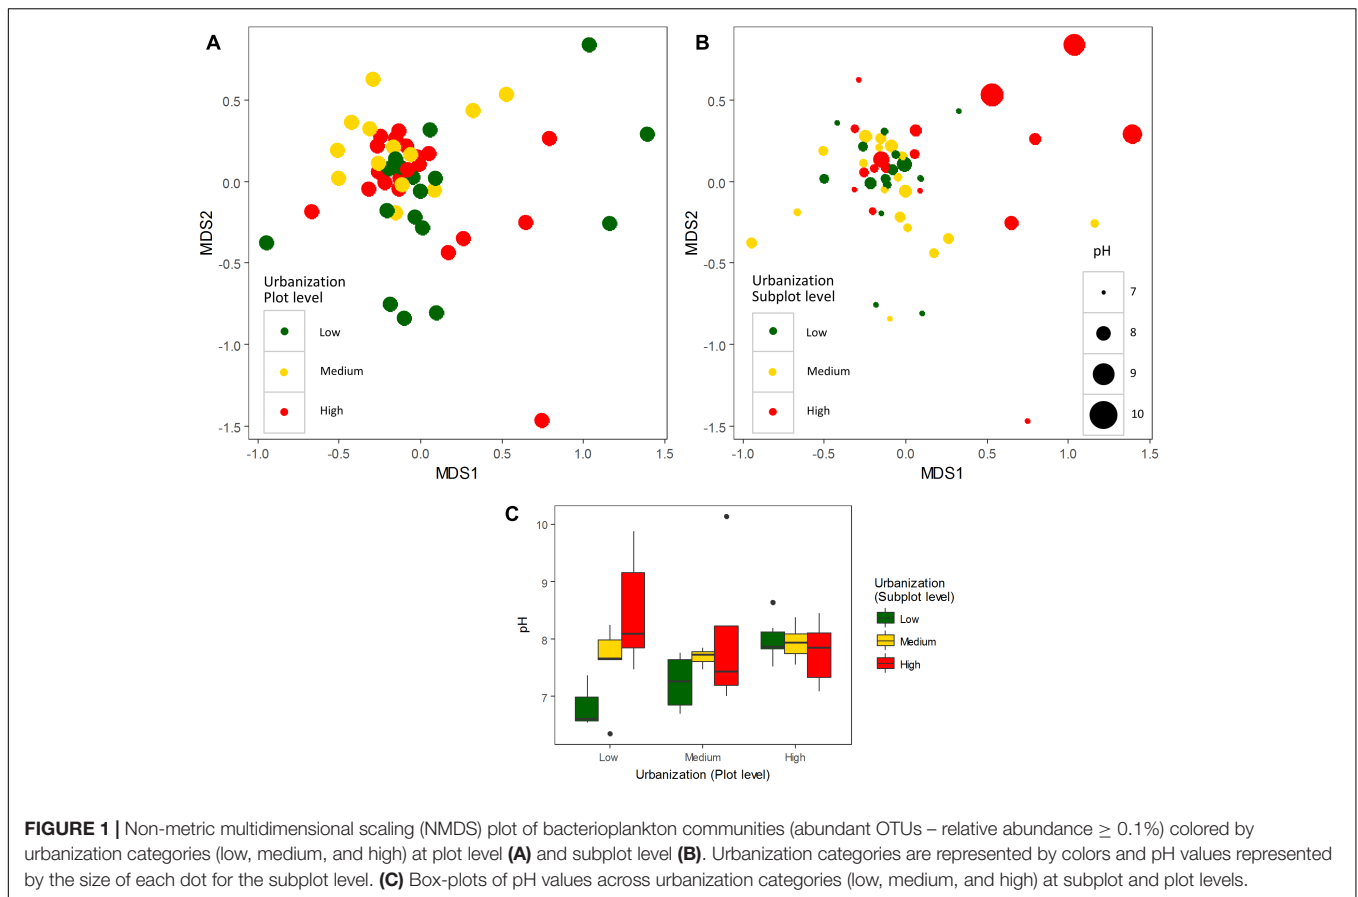 A
B
0.5
0.0
-0.5
-1.0
-1.5
MDS2
Urbanization
Plot level
Low
Medium
High
-1.0 -0.5 0.0 0.5 1.0 1.5
MDS1
0.5
0.0
-0.5
-1.0
-1.5
MDS2
Urbanization
Subplot level
Low
Medium
High
pH
7
8
9
10
-1.0 -0.5 0.0 0.5 1.0 1.5
MDS1
C
10
9
8
7
pH
Low Medium High
Urbanization (Plot level)
Urbanization
(Subplot level)
Low
Medium
High
FIGURE 1 | Non-metric multidimensional scaling (NMDS) plot of bacterioplankton communities (abundant OTUs – relative abundance ≥ 0.1%) colored by
urbanization categories (low, medium, and high) at plot level (A) and subplot level (B). Urbanization categories are represented by colors and pH values represented
by the size of each dot for the subplot level. (C) Box-plots of pH values across urbanization categories (low, medium, and high) at subplot and plot levels.